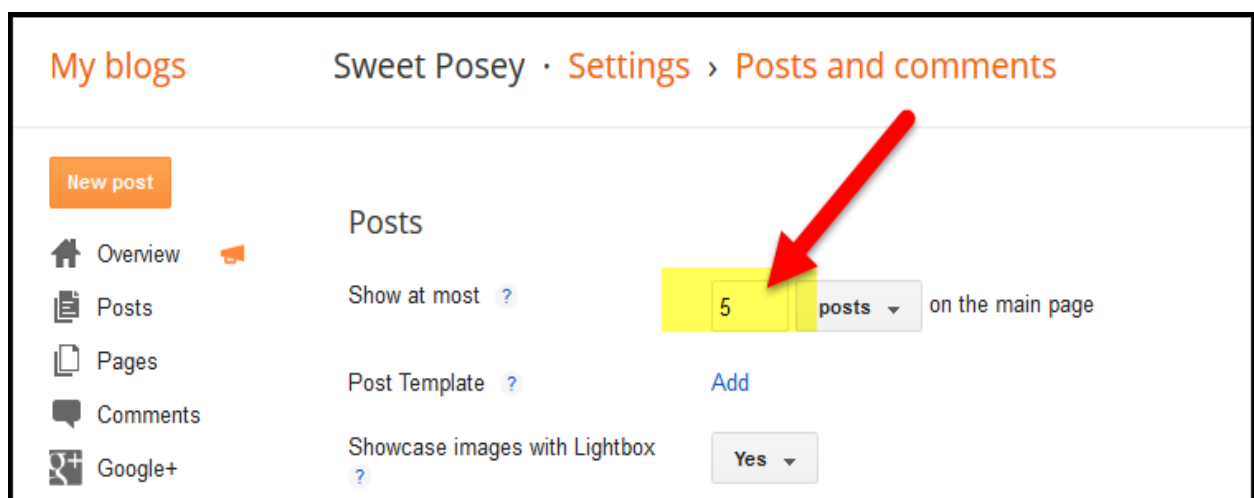 My blogs
Sweet Posey · Settings › Posts and comments
New post
Overview
Posts
Pages
Comments
Google+
Posts
Show at most ?
5 posts on the main page
Post Template ?
Add
Showcase images with Lightbox
?
Yes